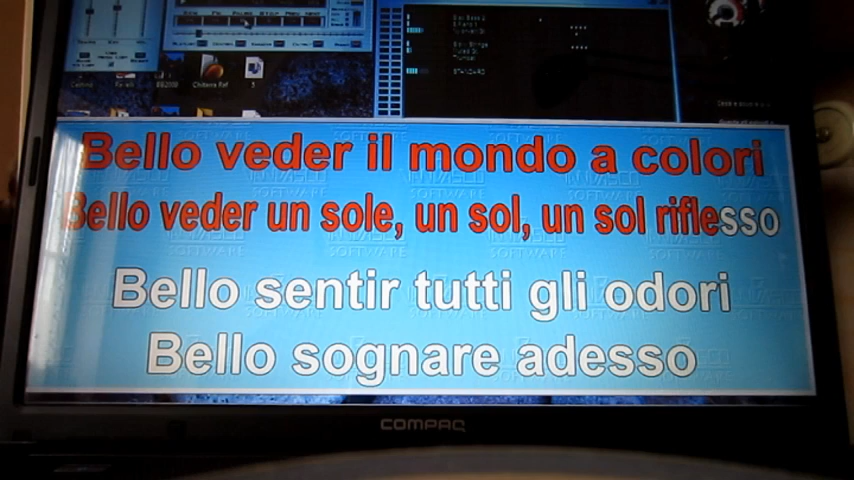 Bello veder il mondo a colori
Bello veder un sole, un sol, un sol riflesso
Bello sentir tutti gli odori
Bello sognare adesso
COMPAQ